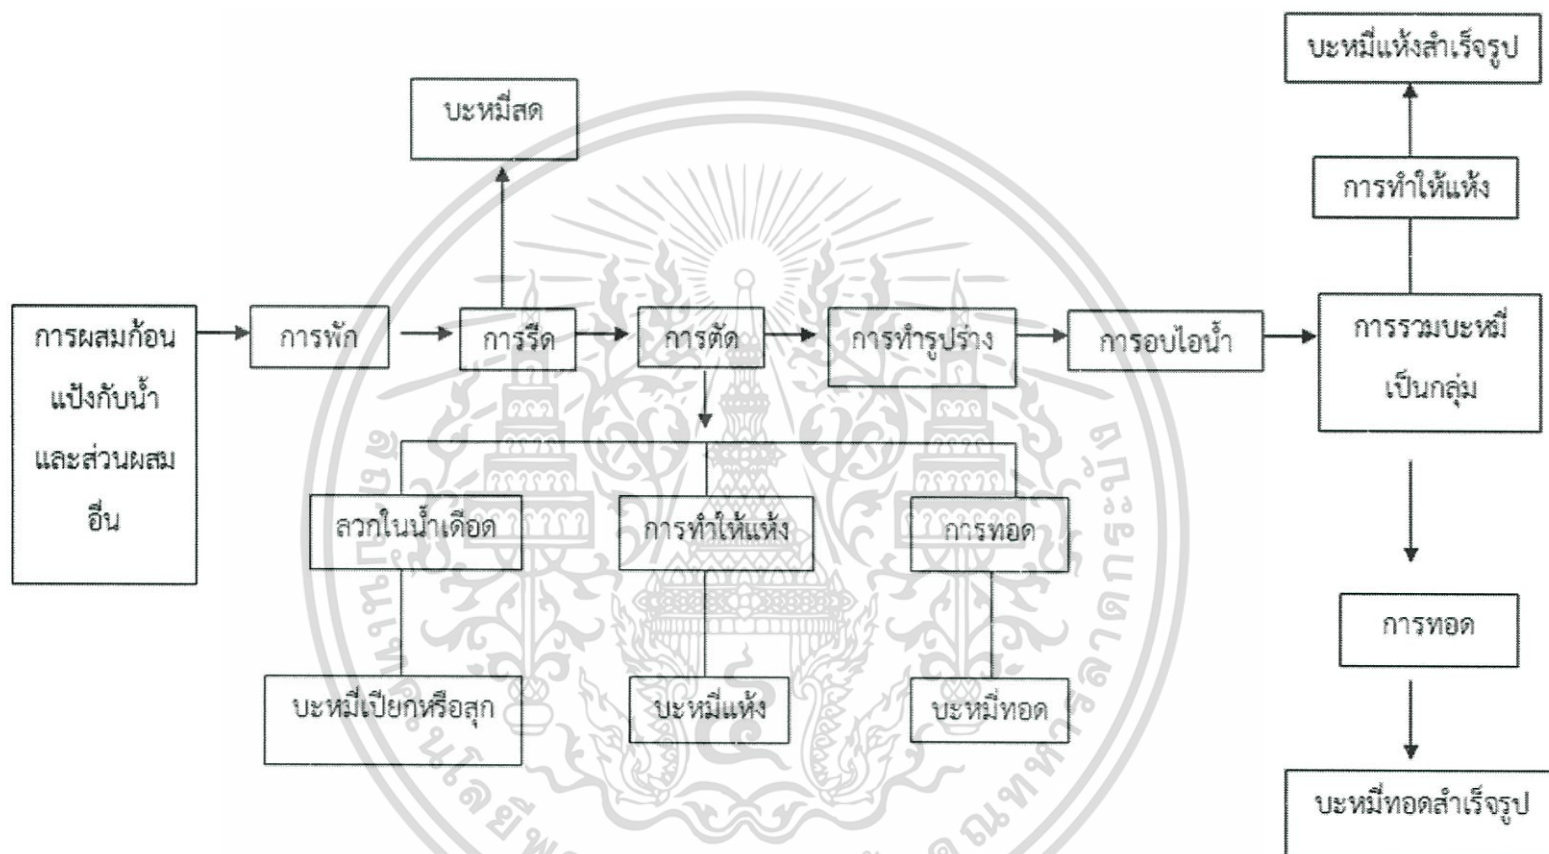 บะหมี่แห้งสำเร็จรูป
บะหมี่สด
การทำให้แห้ง
การผสมก้อน
แป้งกับน้ำ
และส่วนผสม
อื่น
การพัก
การรีด
การตัด
การทำรูปร่าง
การอบไอน้ำ
การรวมบะหมี่
เป็นกลุ่ม
ลวกในน้ำเดือด
การทำให้แห้ง
การทอด
การทอด
บะหมี่เปียกหรือสุก
บะหมี่แห้ง
บะหมี่ทอด
บะหมี่ทอดสำเร็จรูป